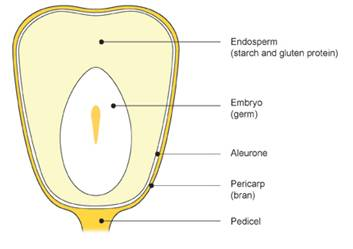 Endosperm
(starch and gluten protein)
Embryo
(germ)
Aleurone
Pericarp
(bran)
Pedicel